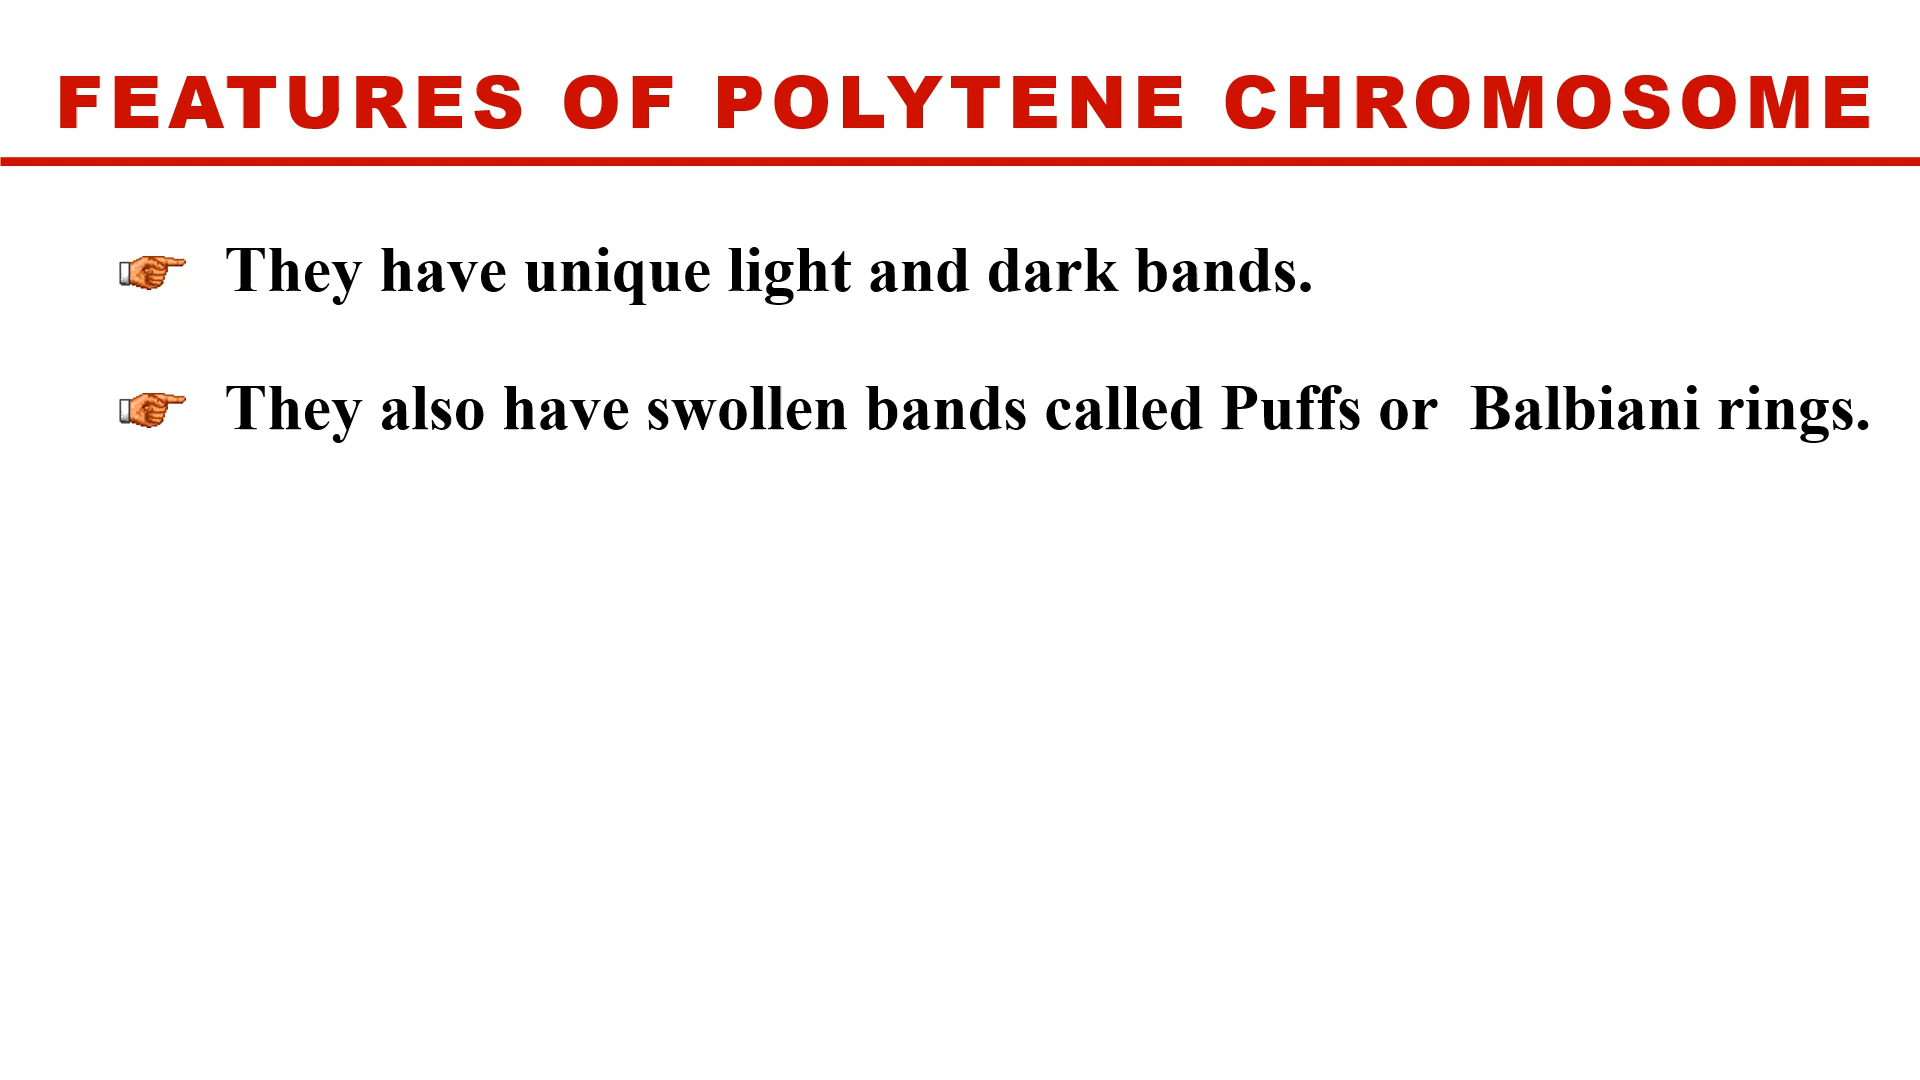 FEATURES OF POLYTENE CHROMOSOME
They have unique light and dark bands.
They also have swollen bands called Puffs or  Balbiani rings.